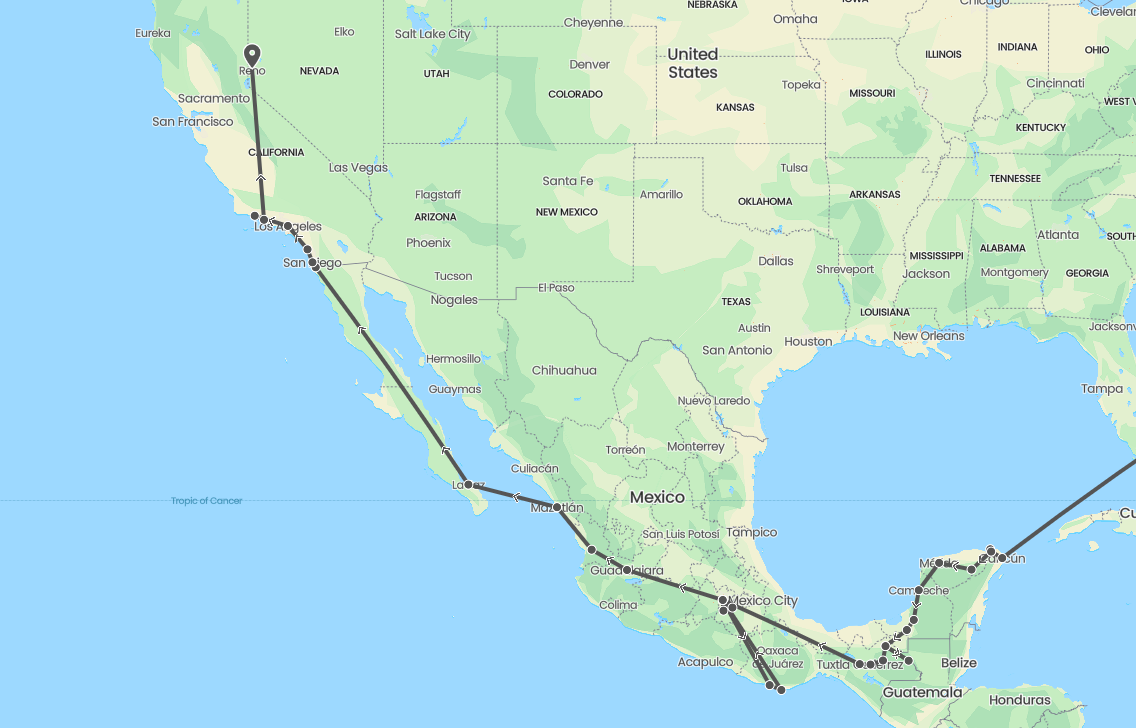 NEBRASKA
IOWA
Chicago
Clevelan
Cheyenne
Omaha
Eureka
Elko
Salt Lake City
United
States
ILLINOIS
INDIANA
OHIO
Denver
Reno
NEVADA
UTAH
Topeka
Cincinnati
COLORADO
MISSOURI
Sacramento
KANSAS
WEST V
San Francisco
KENTUCKY
CALIFORNIA
Las Vegas
Tulsa
Santa Fe
TENNESSEE
Flagstaff
Amarillo
ARKANSAS
OKLAHOMA
ARIZONA
NEW MEXICO
Los Angeles
Atlanta
SOUTH
Phoenix
ALABAMA
MISSISSIPPI
San Diego
Dallas
Shreveport
Jackson
Montgomery
GEORGIA
Tucson
El Paso
Nogales
TEXAS
LOUISIANA
Austin
Jacksonv
New Orleans
Houston
San Antonio
Hermosillo
Chihuahua
Guaymas
Tampa
Nuevo Laredo
Torreón
Monterrey
Culiacán
La Paz
Mexico
Tropic of Cancer
Mazatlán
Cu
San Luis Potosí
Tampico
Cancún
Guadalajara
Campeche
Mexico City
Colima
Oaxaca
de Juárez
Acapulco
Belize
Guatemala
Honduras